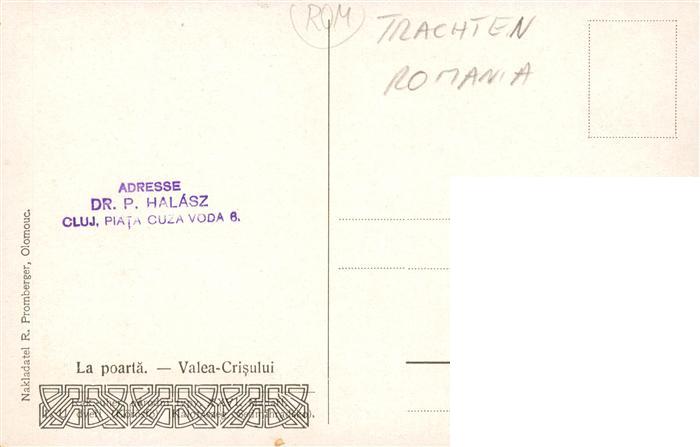 ROM
TRACHTEN
ROMANIA
ADRESSE
DR. P. HALÁSZ
CLUJ, PIAȚA CUZA VODA 6.
Nakladatel R. Promberger, Olomouc.
La poartă. — Valea-Crișului